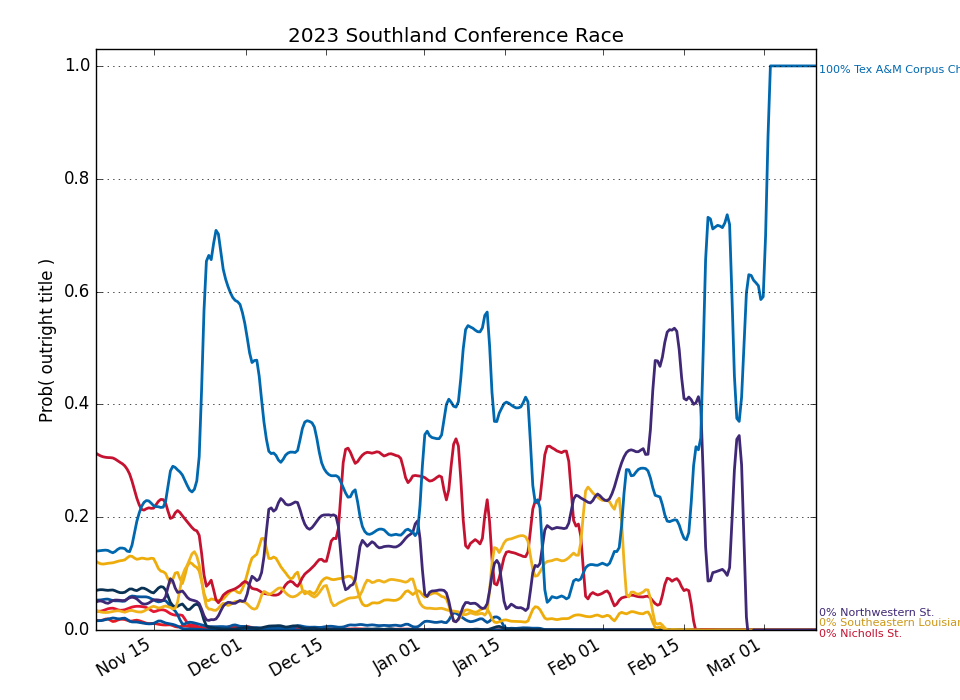 2023 Southland Conference Race
Prob( outright title )
1.0
0.8
0.6
0.4
0.2
0.0
100% Tex A&M Corpus Ch
0% Northwestern St.
0% Southeastern Louisian
0% Nicholls St.
Nov 15
Dec 01
Dec 15
Jan 01
Jan 15
Feb 01
Feb 15
Mar 01